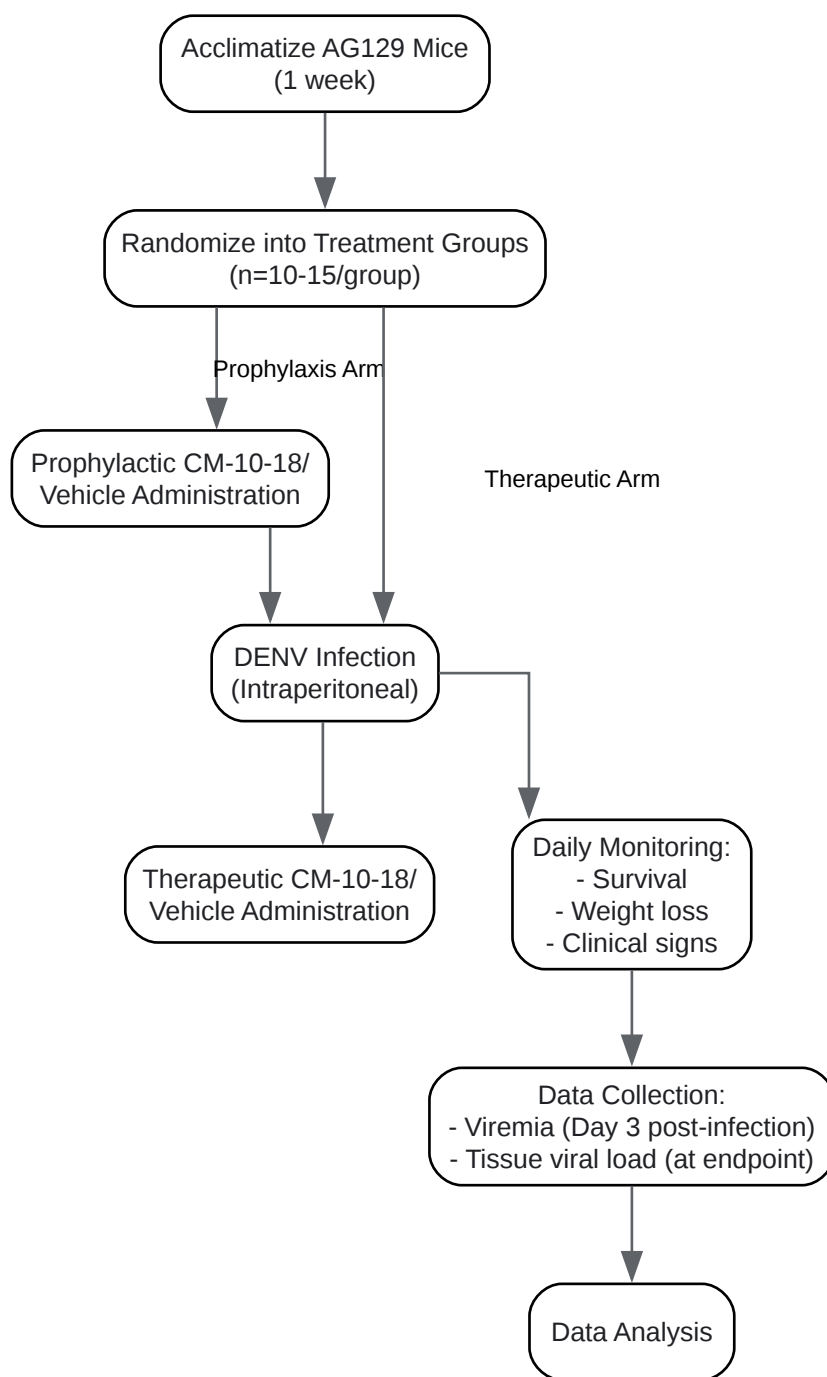 Acclimatize AG129 Mice
(1 week)
Randomize into Treatment Groups
(n=10-15/group)
Prophylaxis Arm
Prophylactic CM-10-18/
Vehicle Administration
Therapeutic Arm
DENV Infection
(Intraperitoneal)
Therapeutic CM-10-18/
Vehicle Administration
Daily Monitoring:
- Survival
- Weight loss
- Clinical signs
Data Collection:
- Viremia (Day 3 post-infection)
- Tissue viral load (at endpoint)
Data Analysis